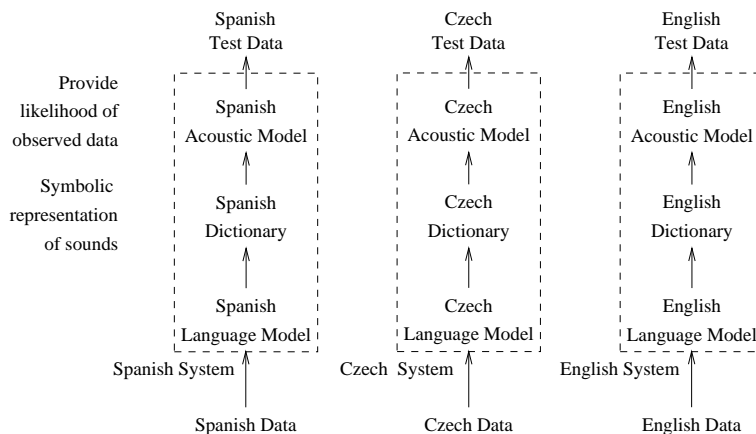 Spanish
Test Data
Czech
Test Data
English
Test Data
Provide
likelihood of
observed data
Spanish
Acoustic Model
Czech
Acoustic Model
English
Acoustic Model
Symbolic
representation
of sounds
Spanish
Dictionary
Czech
Dictionary
English
Dictionary
Spanish
Language Model
Czech
Language Model
English
Language Model
Spanish System
Czech System
English System
Spanish Data
Czech Data
English Data